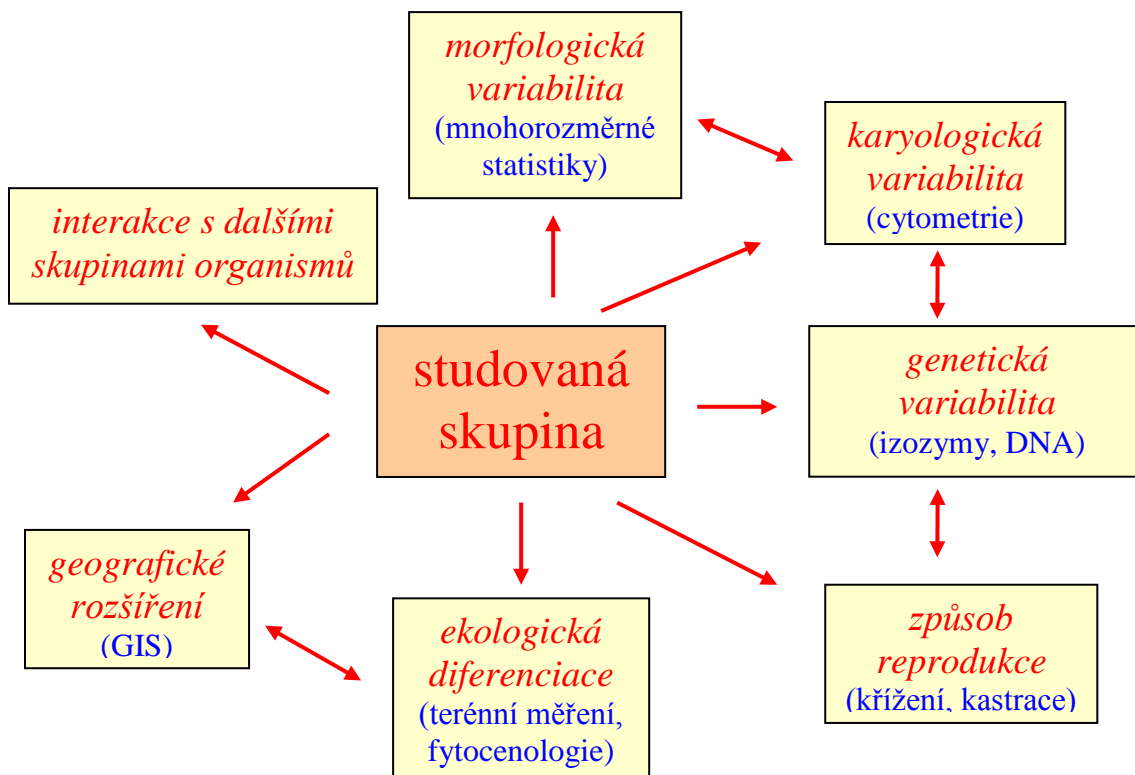 morfologická
variabilita
(mnohorozměrné
statistiky)
karyologická
variabilita
(cytometrie)
interakce s dalšími
skupinami organismů
studovaná
skupina
genetická
variabilita
(izozymy, DNA)
geografické
rozšíření
(GIS)
ekologická
diferenciace
(terénní měření,
fytocenologie)
způsob
reprodukce
(křížení, kastrace)